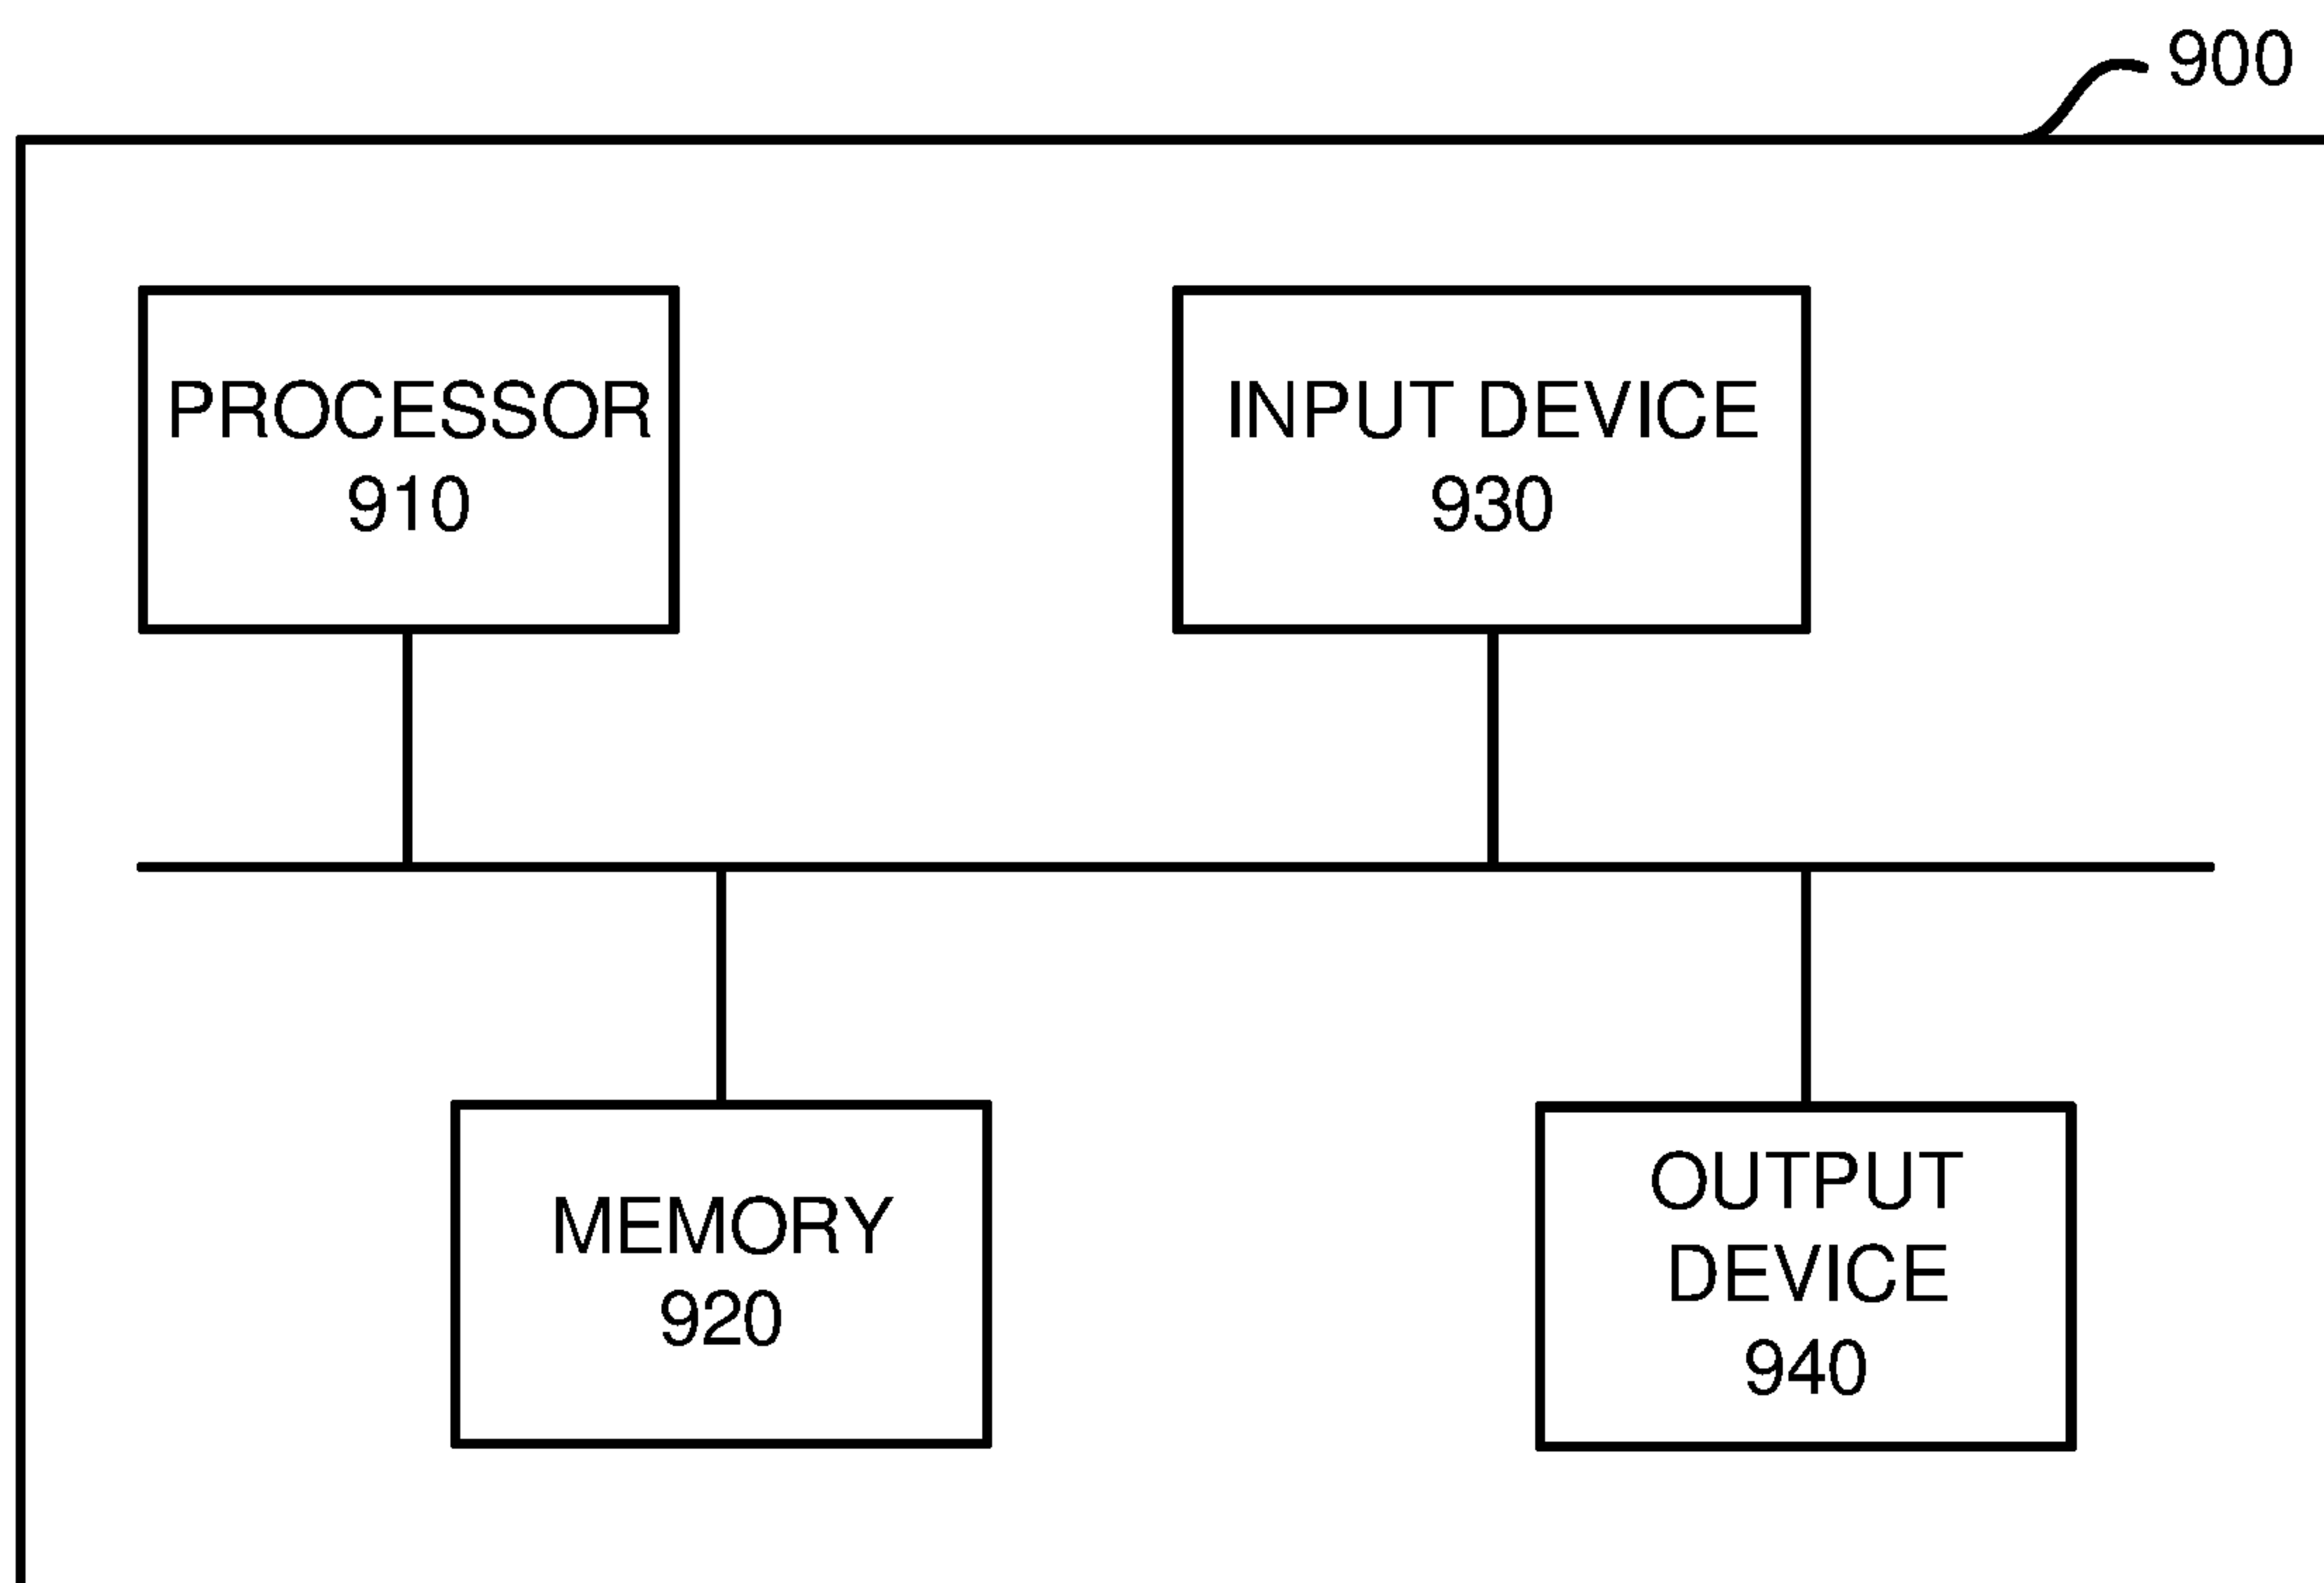 900
PROCESSOR
910
INPUT DEVICE
930
MEMORY
920
OUTPUT
DEVICE
940